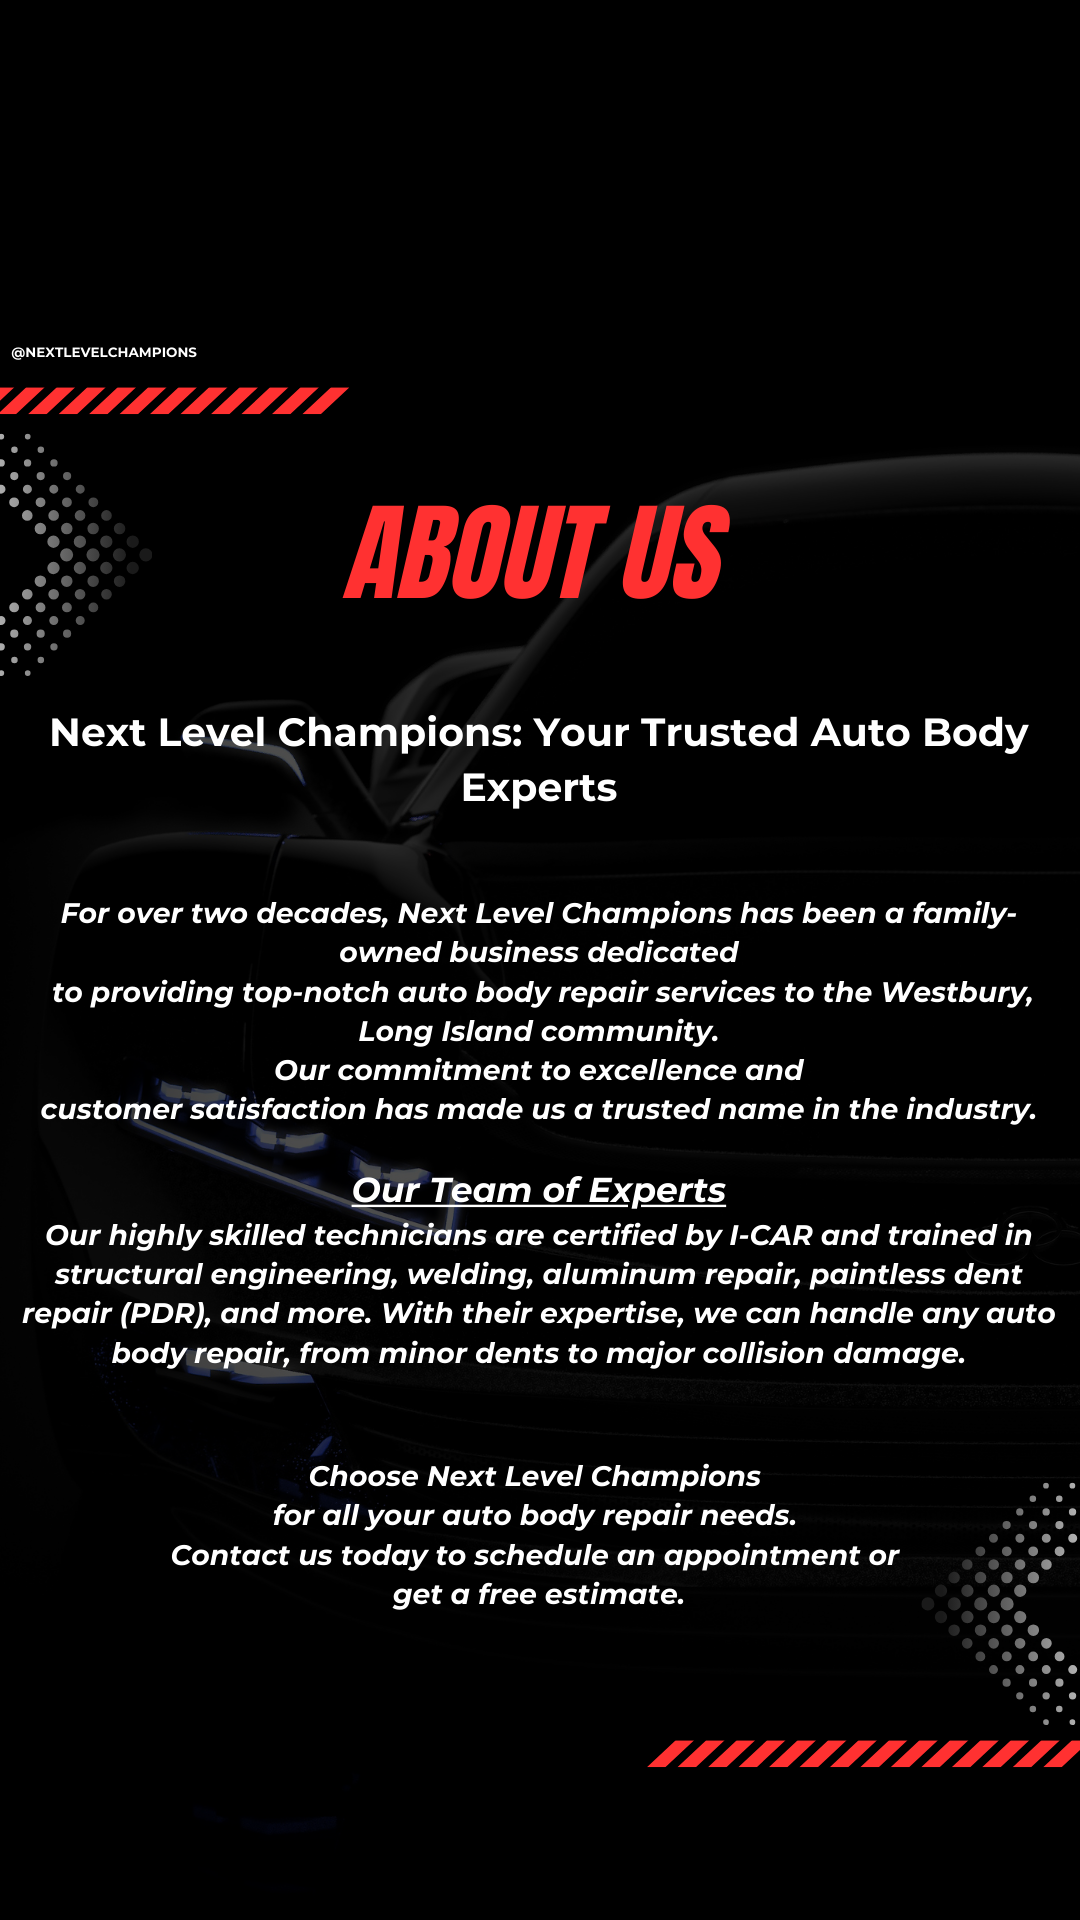 @NEXTLEVELCHAMPIONS
ABOUT US
Next Level Champions: Your Trusted Auto Body
Experts
For over two decades, Next Level Champions has been a family-
owned business dedicated
to providing top-notch auto body repair services to the Westbury,
Long Island community.
Our commitment to excellence and
customer satisfaction has made us a trusted name in the industry.
Our Team of Experts
Our highly skilled technicians are certified by I-CAR and trained in
structural engineering, welding, aluminum repair, paintless dent
repair (PDR), and more. With their expertise, we can handle any auto
body repair, from minor dents to major collision damage.
Choose Next Level Champions
for all your auto body repair needs.
Contact us today to schedule an appointment or
get a free estimate.